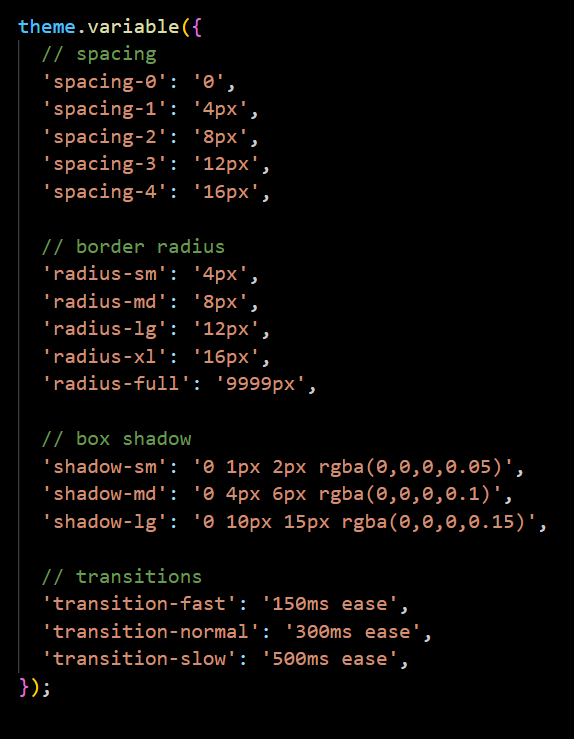 theme.variable({
  // spacing
  'spacing-0': '0',
  'spacing-1': '4px',
  'spacing-2': '8px',
  'spacing-3': '12px',
  'spacing-4': '16px',

  // border radius
  'radius-sm': '4px',
  'radius-md': '8px',
  'radius-lg': '12px',
  'radius-xl': '16px',
  'radius-full': '9999px',

  // box shadow
  'shadow-sm': '0 1px 2px rgba(0,0,0,0.05)',
  'shadow-md': '0 4px 6px rgba(0,0,0,0.1)',
  'shadow-lg': '0 10px 15px rgba(0,0,0,0.15)',

  // transitions
  'transition-fast': '150ms ease',
  'transition-normal': '300ms ease',
  'transition-slow': '500ms ease',
});